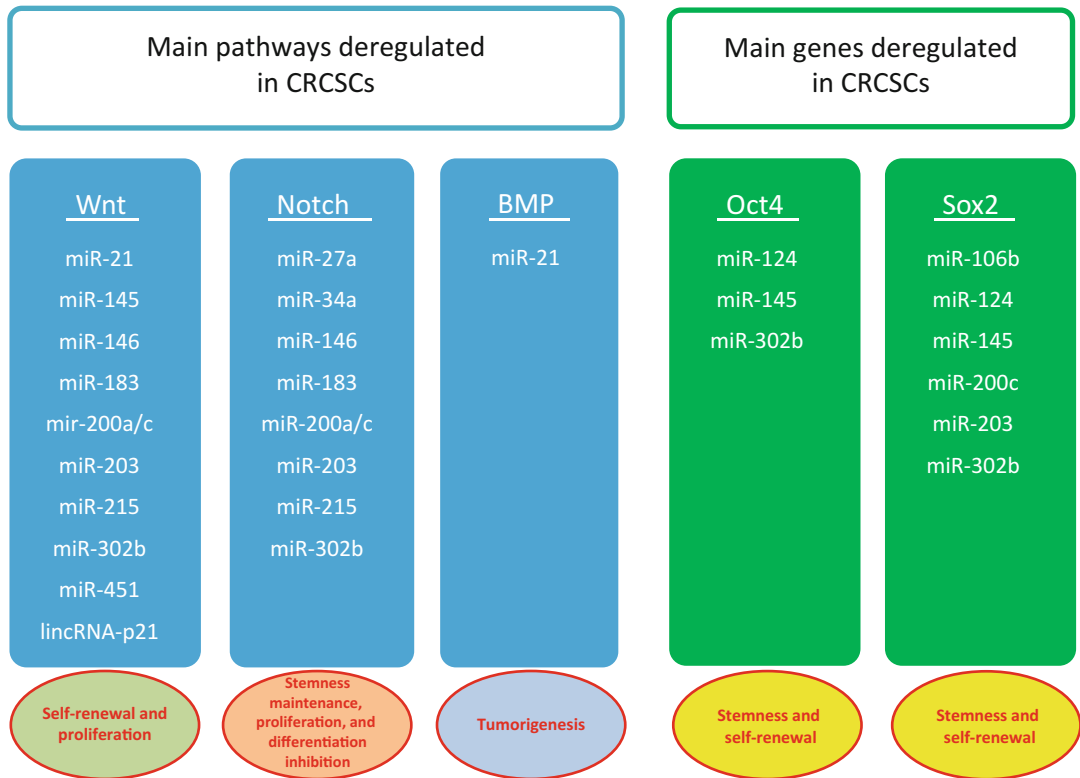 Main pathways deregulated
in CRCSCs
Main genes deregulated
in CRCSCs
Wnt
miR-21
miR-145
miR-146
miR-183
mir-200a/c
miR-203
miR-215
miR-302b
miR-451
lincRNA-p21
Self-renewal and
proliferation
Notch
miR-27a
miR-34a
miR-146
miR-183
miR-200a/c
miR-203
miR-215
miR-302b
Stemness
maintenance,
proliferation, and
differentiation
inhibition
BMP
miR-21
Tumorigenesis
Oct4
miR-124
miR-145
miR-302b
Stemness and
self-renewal
Sox2
miR-106b
miR-124
miR-145
miR-200c
miR-203
miR-302b
Stemness and
self-renewal